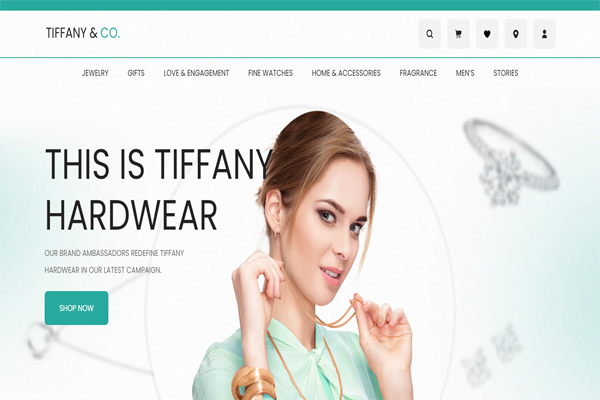 TIFFANY & CO.
JEWELRY GIFTS LOVE & ENGAGEMENT FINE WATCHES HOME & ACCESSORIES FRAGRANCE MEN'S STORIES
THIS IS TIFFANY
HARDWEAR
OUR BRAND AMBASSADORS REDEFINE TIFFANY
HARDWEAR IN OUR LATEST CAMPAIGN.
SHOP NOW